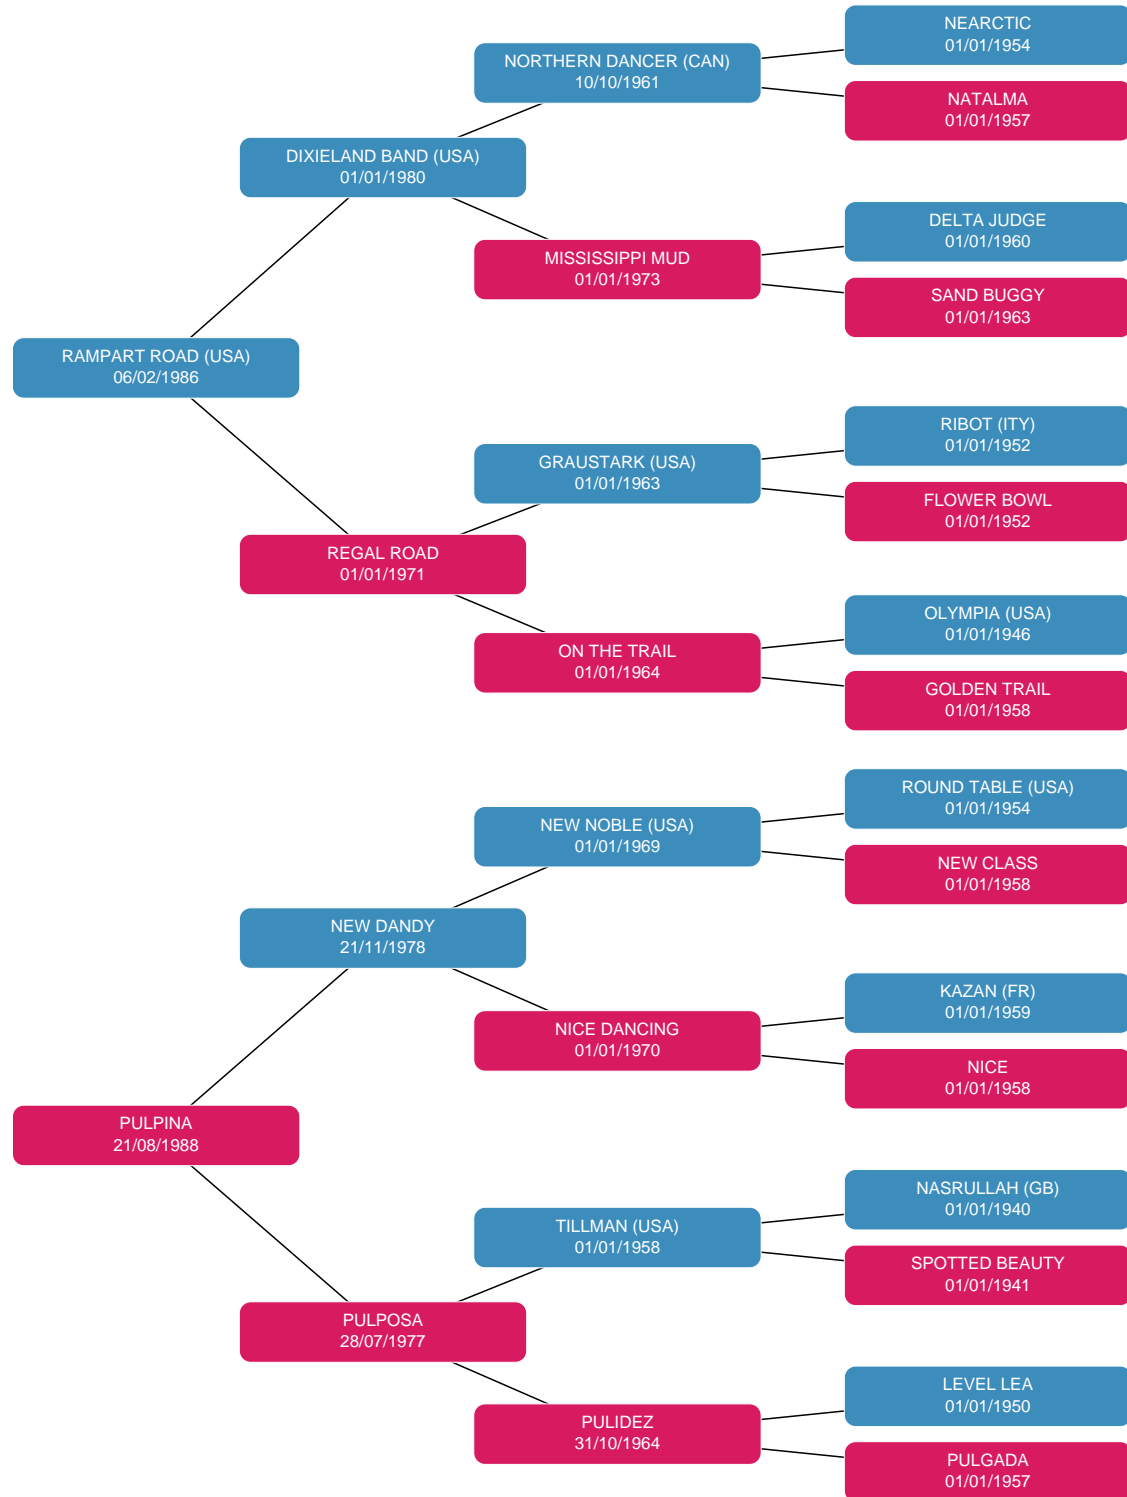 NEARCTIC
01/01/1954
NORTHERN DANCER (CAN)
10/10/1961
NATALMA
01/01/1957
DIXIELAND BAND (USA)
01/01/1980
DELTA JUDGE
01/01/1960
MISSISSIPPI MUD
01/01/1973
SAND BUGGY
01/01/1963
RAMPART ROAD (USA)
06/02/1986
RIBOT (ITY)
01/01/1952
GRAUSTARK (USA)
01/01/1963
FLOWER BOWL
01/01/1952
REGAL ROAD
01/01/1971
OLYMPIA (USA)
01/01/1946
ON THE TRAIL
01/01/1964
GOLDEN TRAIL
01/01/1958
ROUND TABLE (USA)
01/01/1954
NEW NOBLE (USA)
01/01/1969
NEW CLASS
01/01/1958
NEW DANDY
21/11/1978
KAZAN (FR)
01/01/1959
NICE DANCING
01/01/1970
NICE
01/01/1958
PULPINA
21/08/1988
NASRULLAH (GB)
01/01/1940
TILLMAN (USA)
01/01/1958
SPOTTED BEAUTY
01/01/1941
PULPOSA
28/07/1977
LEVEL LEA
01/01/1950
PULIDEZ
31/10/1964
PULGADA
01/01/1957